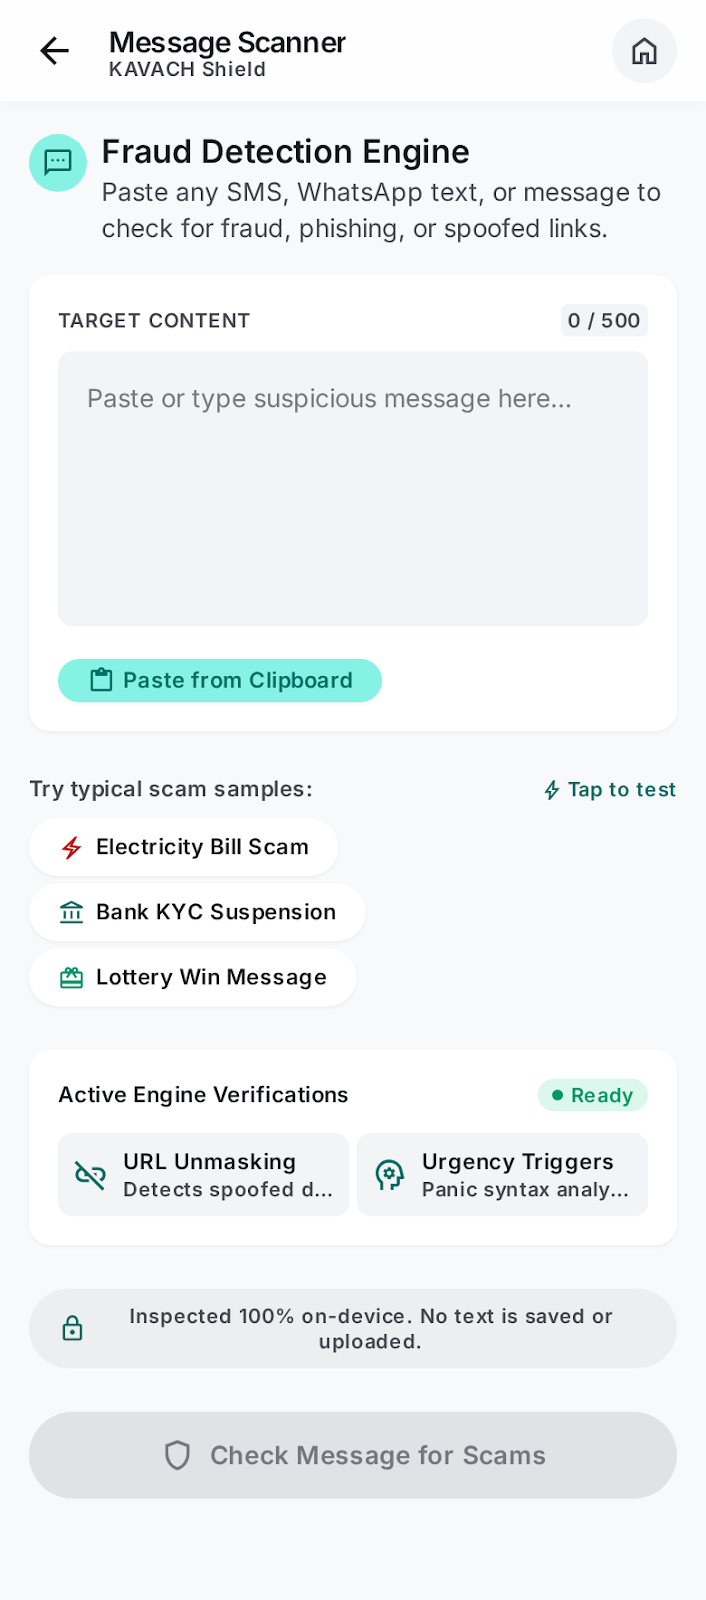 Message Scanner
KAVACH Shield
Fraud Detection Engine
Paste any SMS, WhatsApp text, or message to
check for fraud, phishing, or spoofed links.
TARGET CONTENT
0 / 500
Paste or type suspicious message here...
Paste from Clipboard
Try typical scam samples:
Tap to test
Electricity Bill Scam
Bank KYC Suspension
Lottery Win Message
Active Engine Verifications
Ready
URL Unmasking
Detects spoofed d...
Urgency Triggers
Panic syntax analy...
Inspected 100% on-device. No text is saved or
uploaded.
Check Message for Scams